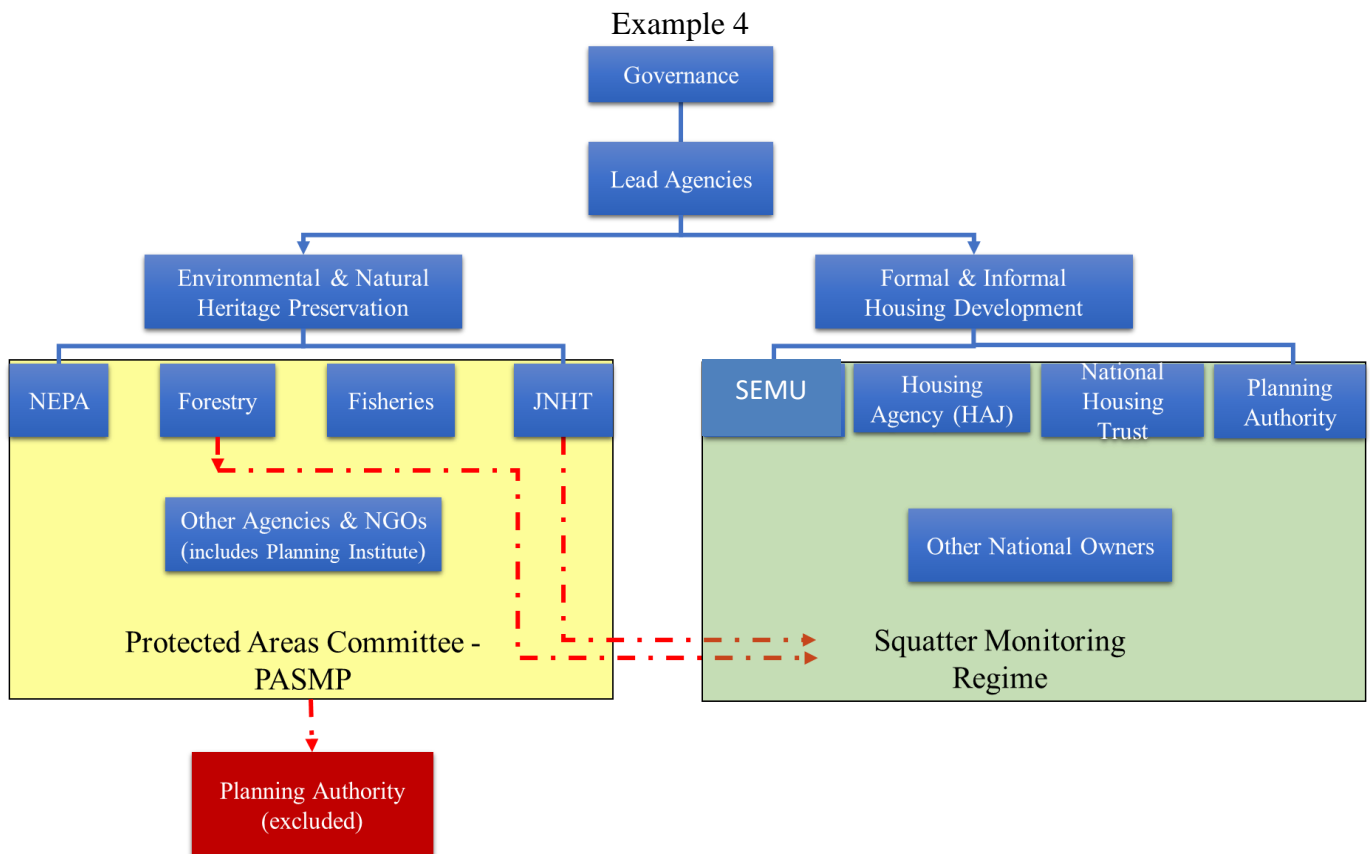 Example 4
Governance
Lead Agencies
Environmental & Natural
Heritage Preservation
Formal & Informal
Housing Development
NEPA
Forestry
Fisheries
JNHT
SEMU
Housing
Agency (HAJ)
National
Housing
Trust
Planning
Authority
Other Agencies & NGOs
(includes Planning Institute)
Other National Owners
Protected Areas Committee -
PASMP
Squatter Monitoring
Regime
Planning Authority
(excluded)